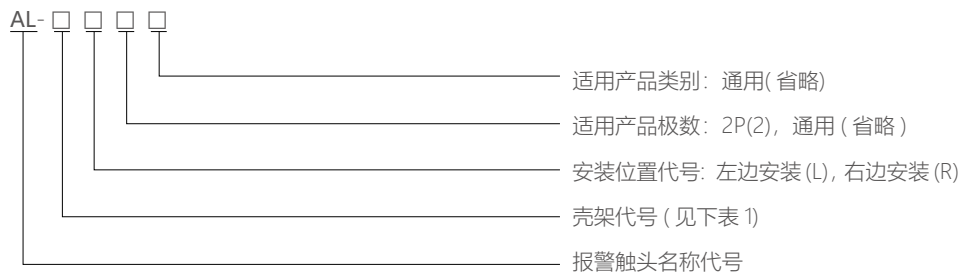 AL-□ □ □ □
适用产品类别：通用(省略)
适用产品极数：2P(2)，通用(省略)
安装位置代号: 左边安装(L), 右边安装(R)
壳架代号(见下表1)
报警触头名称代号